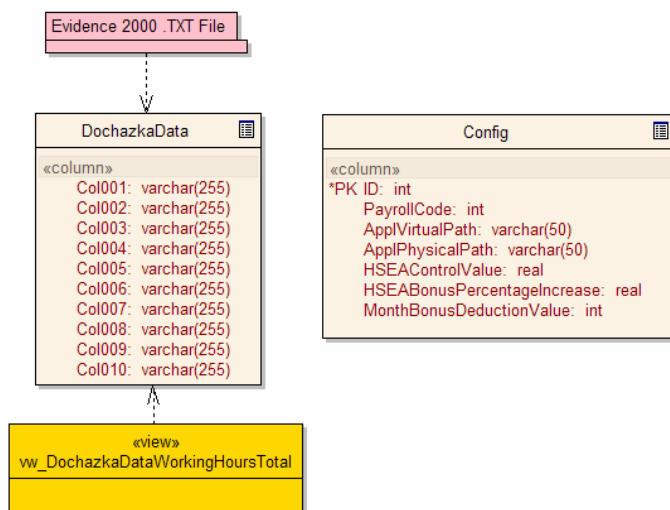 Evidence 2000 .TXT File
DochazkaData
«column»
Col001: varchar(255)
Col002: varchar(255)
Col003: varchar(255)
Col004: varchar(255)
Col005: varchar(255)
Col006: varchar(255)
Col007: varchar(255)
Col008: varchar(255)
Col009: varchar(255)
Col010: varchar(255)
«view»
vw_DochazkaDataWorkingHoursTotal
Config
«column»
*PK ID: int
PayrollCode: int
ApplVirtualPath: varchar(50)
ApplPhysicalPath: varchar(50)
HSEAControlValue: real
HSEABonusPercentageIncrease: real
MonthBonusDeductionValue: int